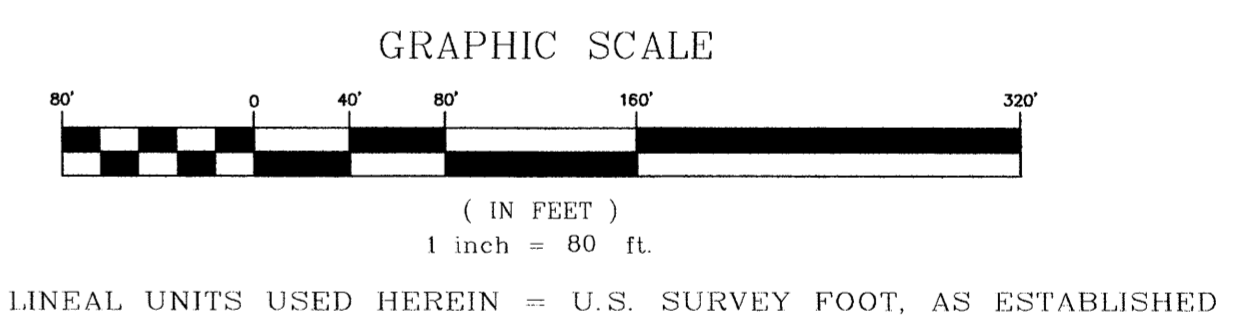 GRAPHIC SCALE
80' 0 40' 80' 160' 320'
( IN FEET )
1 inch = 80 ft.
LINEAL UNITS USED HEREIN = U.S. SURVEY FOOT, AS ESTABLISHED